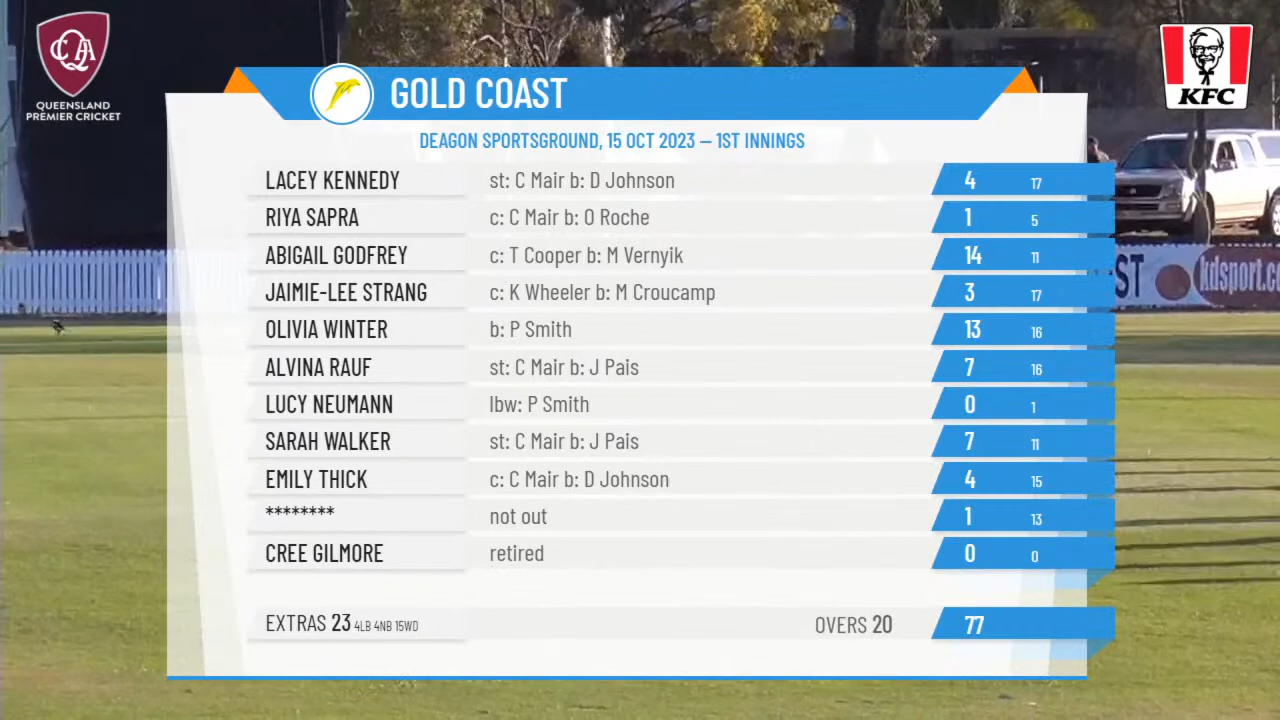 QUEENSLAND
PREMIER CRICKET
KFC
GOLD COAST
DEAGON SPORTSGROUND, 15 OCT 2023 – 1ST INNINGS
LACEY KENNEDY st: C Mair b: D Johnson 4 17
RIYA SAPRA c: C Mair b: O Roche 1 5
ABIGAIL GODFREY c: T Cooper b: M Vernyik 14 11
JAIMIE-LEE STRANG c: K Wheeler b: M Croucamp 3 17
OLIVIA WINTER b: P Smith 13 16
ALVINA RAUF st: C Mair b: J Pais 7 16
LUCY NEUMANN lbw: P Smith 0 1
SARAH WALKER st: C Mair b: J Pais 7 11
EMILY THICK c: C Mair b: D Johnson 4 15
******** not out 1 13
CREE GILMORE retired 0 0
EXTRAS 23 4LB 4NB 15WD OVERS 20 77
ST kdsport.co